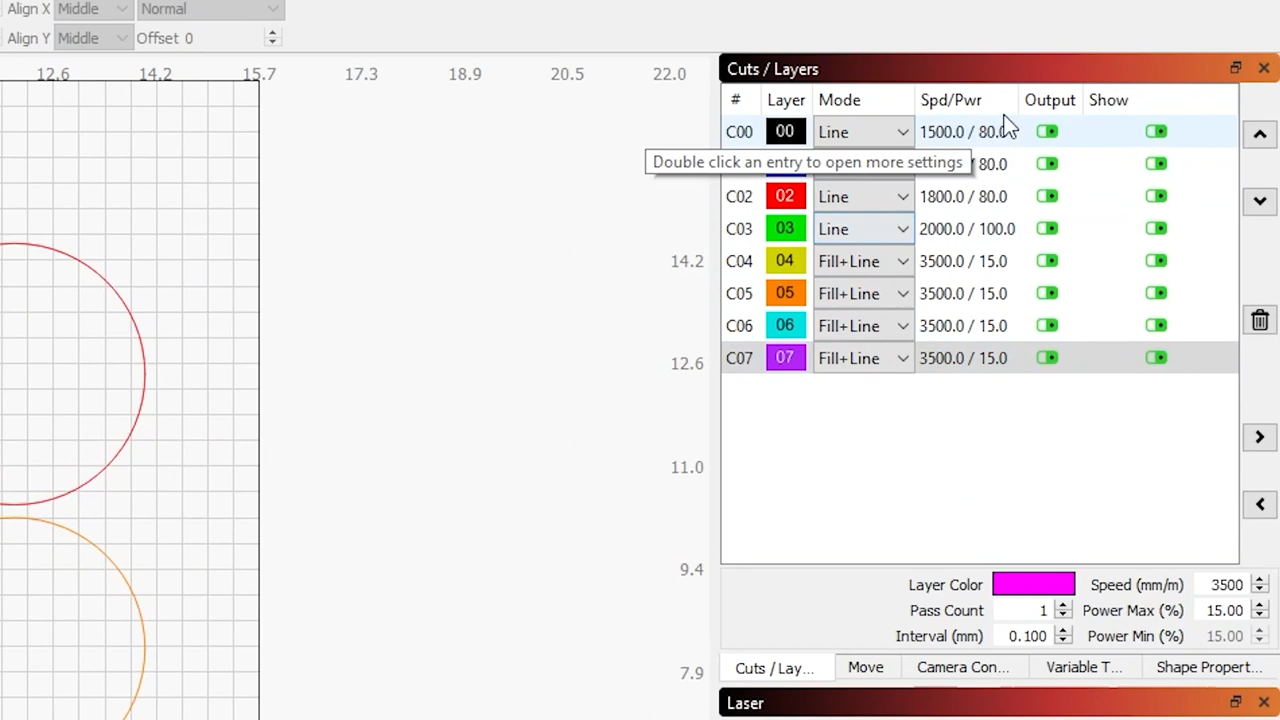 Align X Middle Normal
Align Y Middle Offset 0
12.6 14.2 15.7 17.3 18.9 20.5 22.0
14.2
12.6
11.0
9.4
7.9
Cuts / Layers
# Layer Mode Spd/Pwr Output Show
C00 00 Line 1500.0 / 80.0
Double click an entry to open more settings
/ 80.0
C02 02 Line 1800.0 / 80.0
C03 03 Line 2000.0 / 100.0
C04 04 Fill+Line 3500.0 / 15.0
C05 05 Fill+Line 3500.0 / 15.0
C06 06 Fill+Line 3500.0 / 15.0
C07 07 Fill+Line 3500.0 / 15.0
Layer Color Speed (mm/m) 3500
Pass Count 1 Power Max (%) 15.00
Interval (mm) 0.100 Power Min (%) 15.00
Cuts / Lay... Move Camera Con... Variable T... Shape Propert...
Laser